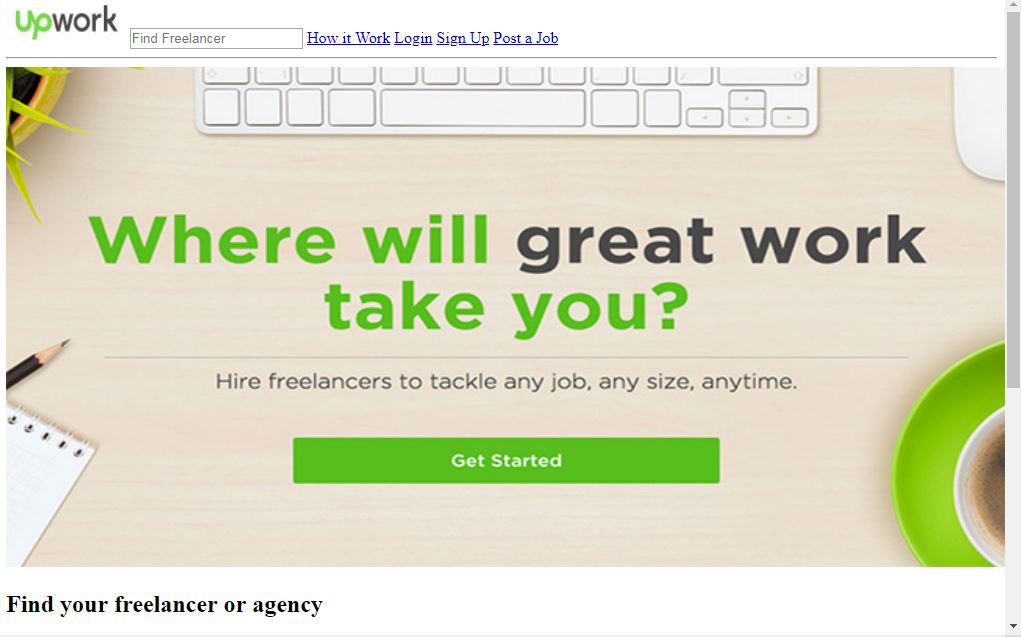 Upwork
Find Freelancer How it Work Login Sign Up Post a Job
Where will great work
take you?
Hire freelancers to tackle any job, any size, anytime.
Get Started
Find your freelancer or agency